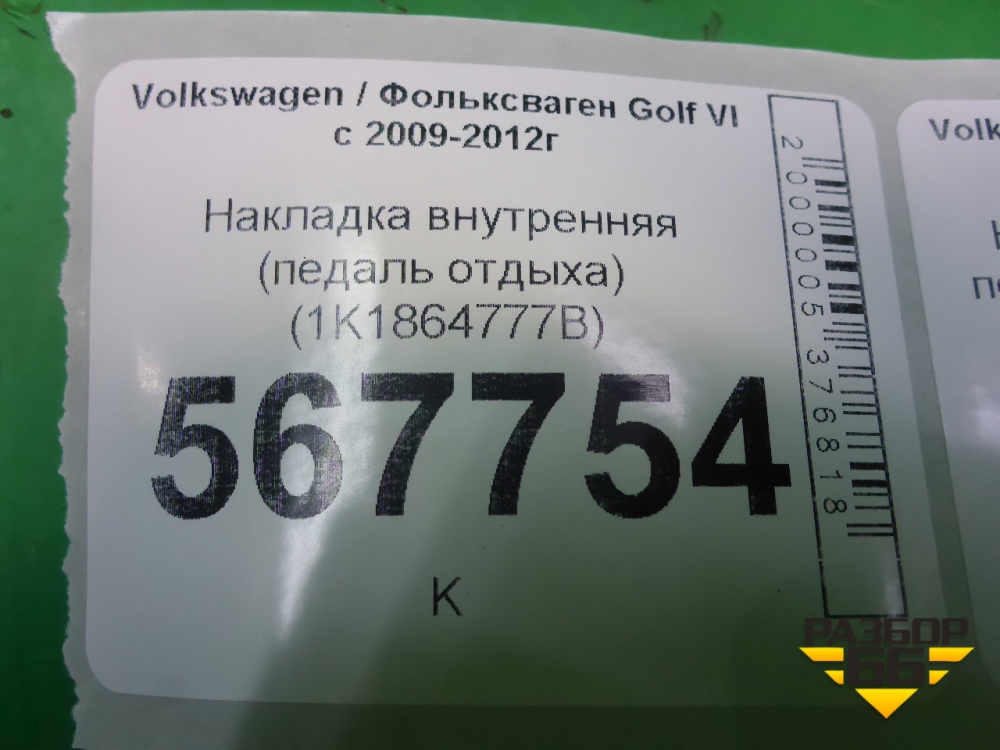 Volkswagen / Фольксваген Golf VI
с 2009-2012г
Накладка внутренняя
(педаль отдыха)
(1K1864777B)
567754
К
2000005376818
Volk
РАЗБОР
66